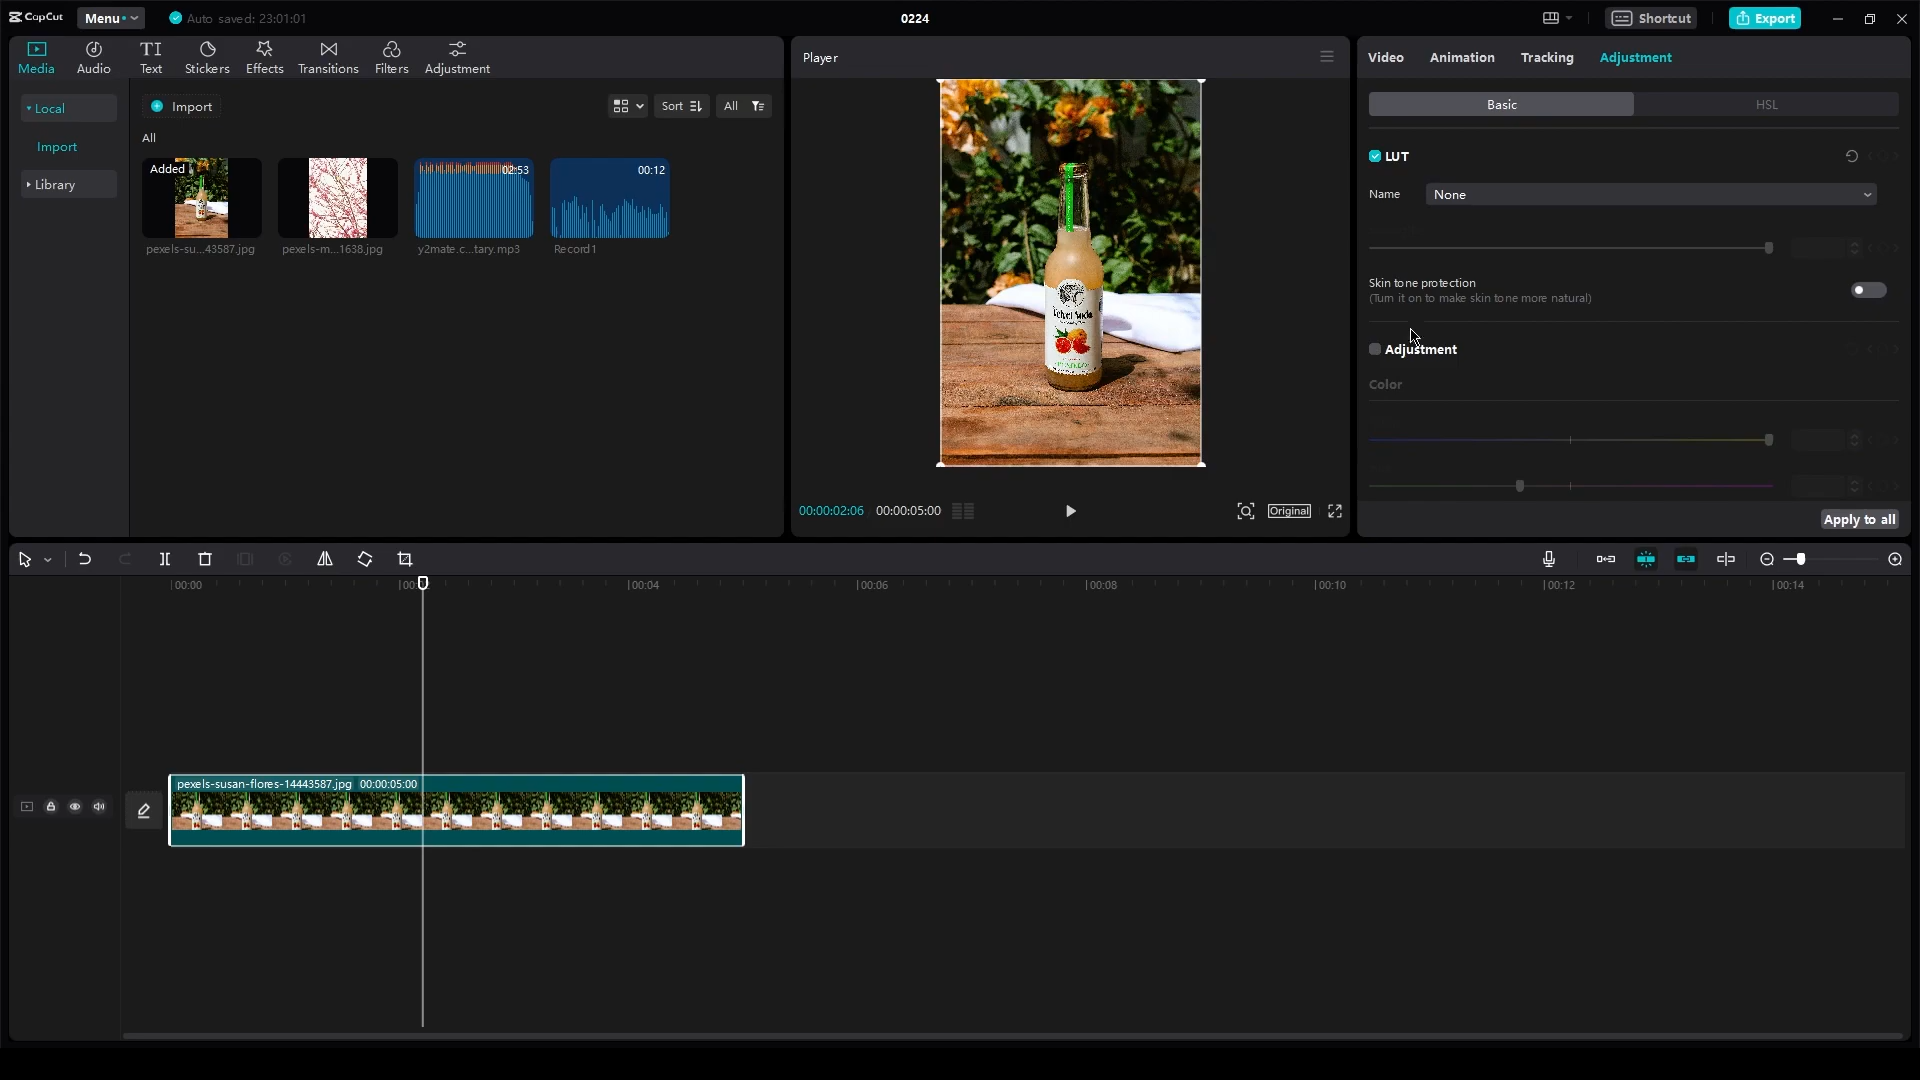 CapCut
Menu
Auto saved: 23:01:01
0224
Shortcut
Export
Media
Audio
Text
Stickers
Effects
Transitions
Filters
Adjustment
Local
Import
Library
Import
Sort
All
All
Added
02:53
00:12
pexels-su...43587.jpg
pexels-m...1638.jpg
y2mate.c...tary.mp3
Record1
Player
00:00:02:06
00:00:05:00
Original
Video
Animation
Tracking
Adjustment
Basic
HSL
LUT
Name
None
Skin tone protection
(Turn it on to make skin tone more natural)
Adjustment
Color
Apply to all
00:00
00:04
00:06
00:08
00:10
00:12
00:14
pexels-susan-flores-14443587.jpg 00:00:05:00